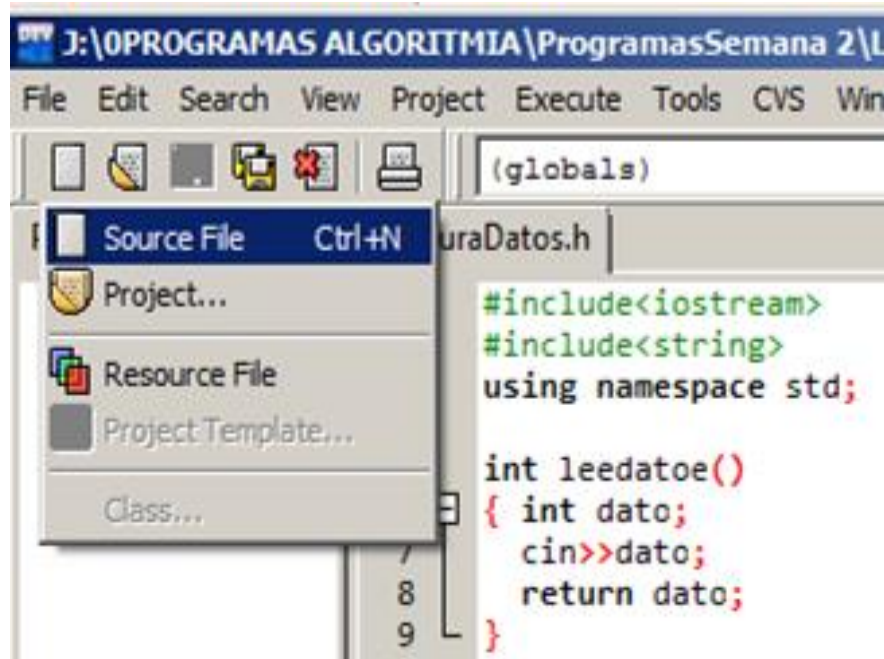 DEV J:\0PROGRAMAS ALGORITMIA\ProgramasSemana 2\L
File Edit Search View Project Execute Tools CVS Win
(globals)
Source File Ctrl+N
uraDatos.h
Project...
Resource File
Project Template...
Class...
#include<iostream>
#include<string>
using namespace std;
int leedatoe()
{ int dato;
7 cin>>dato;
8 return dato;
9 }